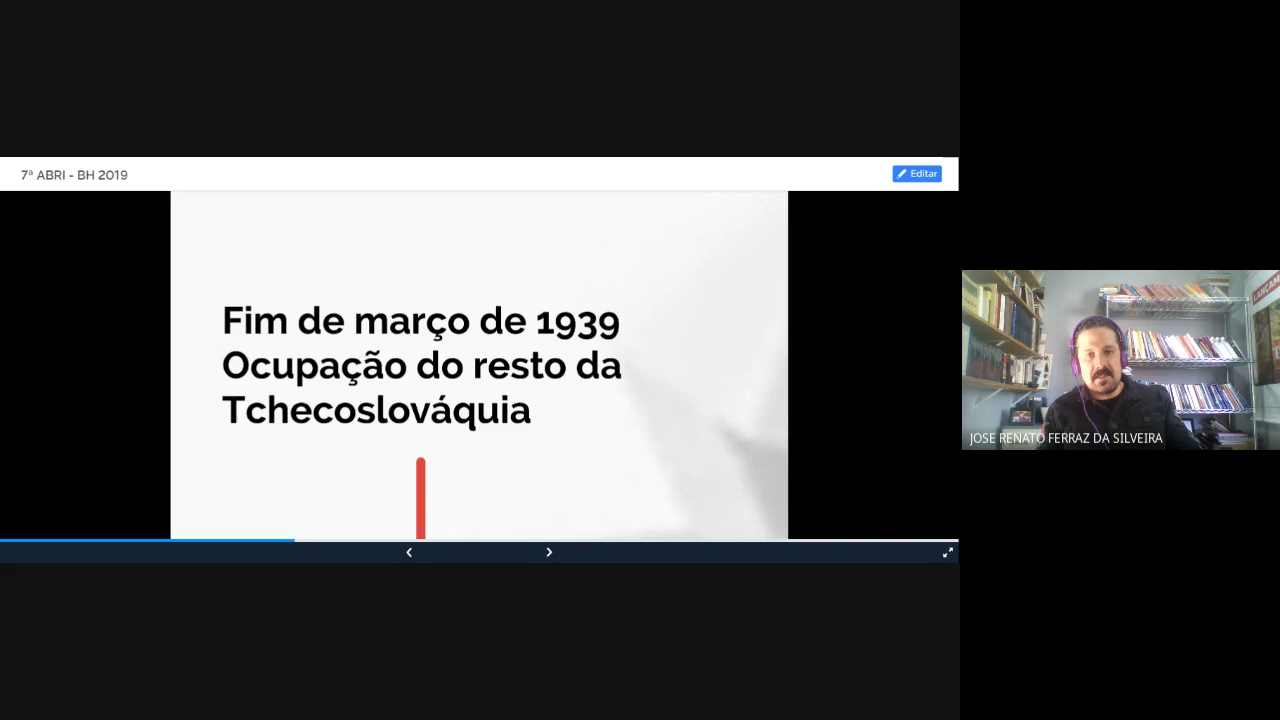 7ª ABRI - BH 2019
Editar
Fim de março de 1939
Ocupação do resto da
Tchecoslováquia
JOSE RENATO FERRAZ DA SILVEIRA